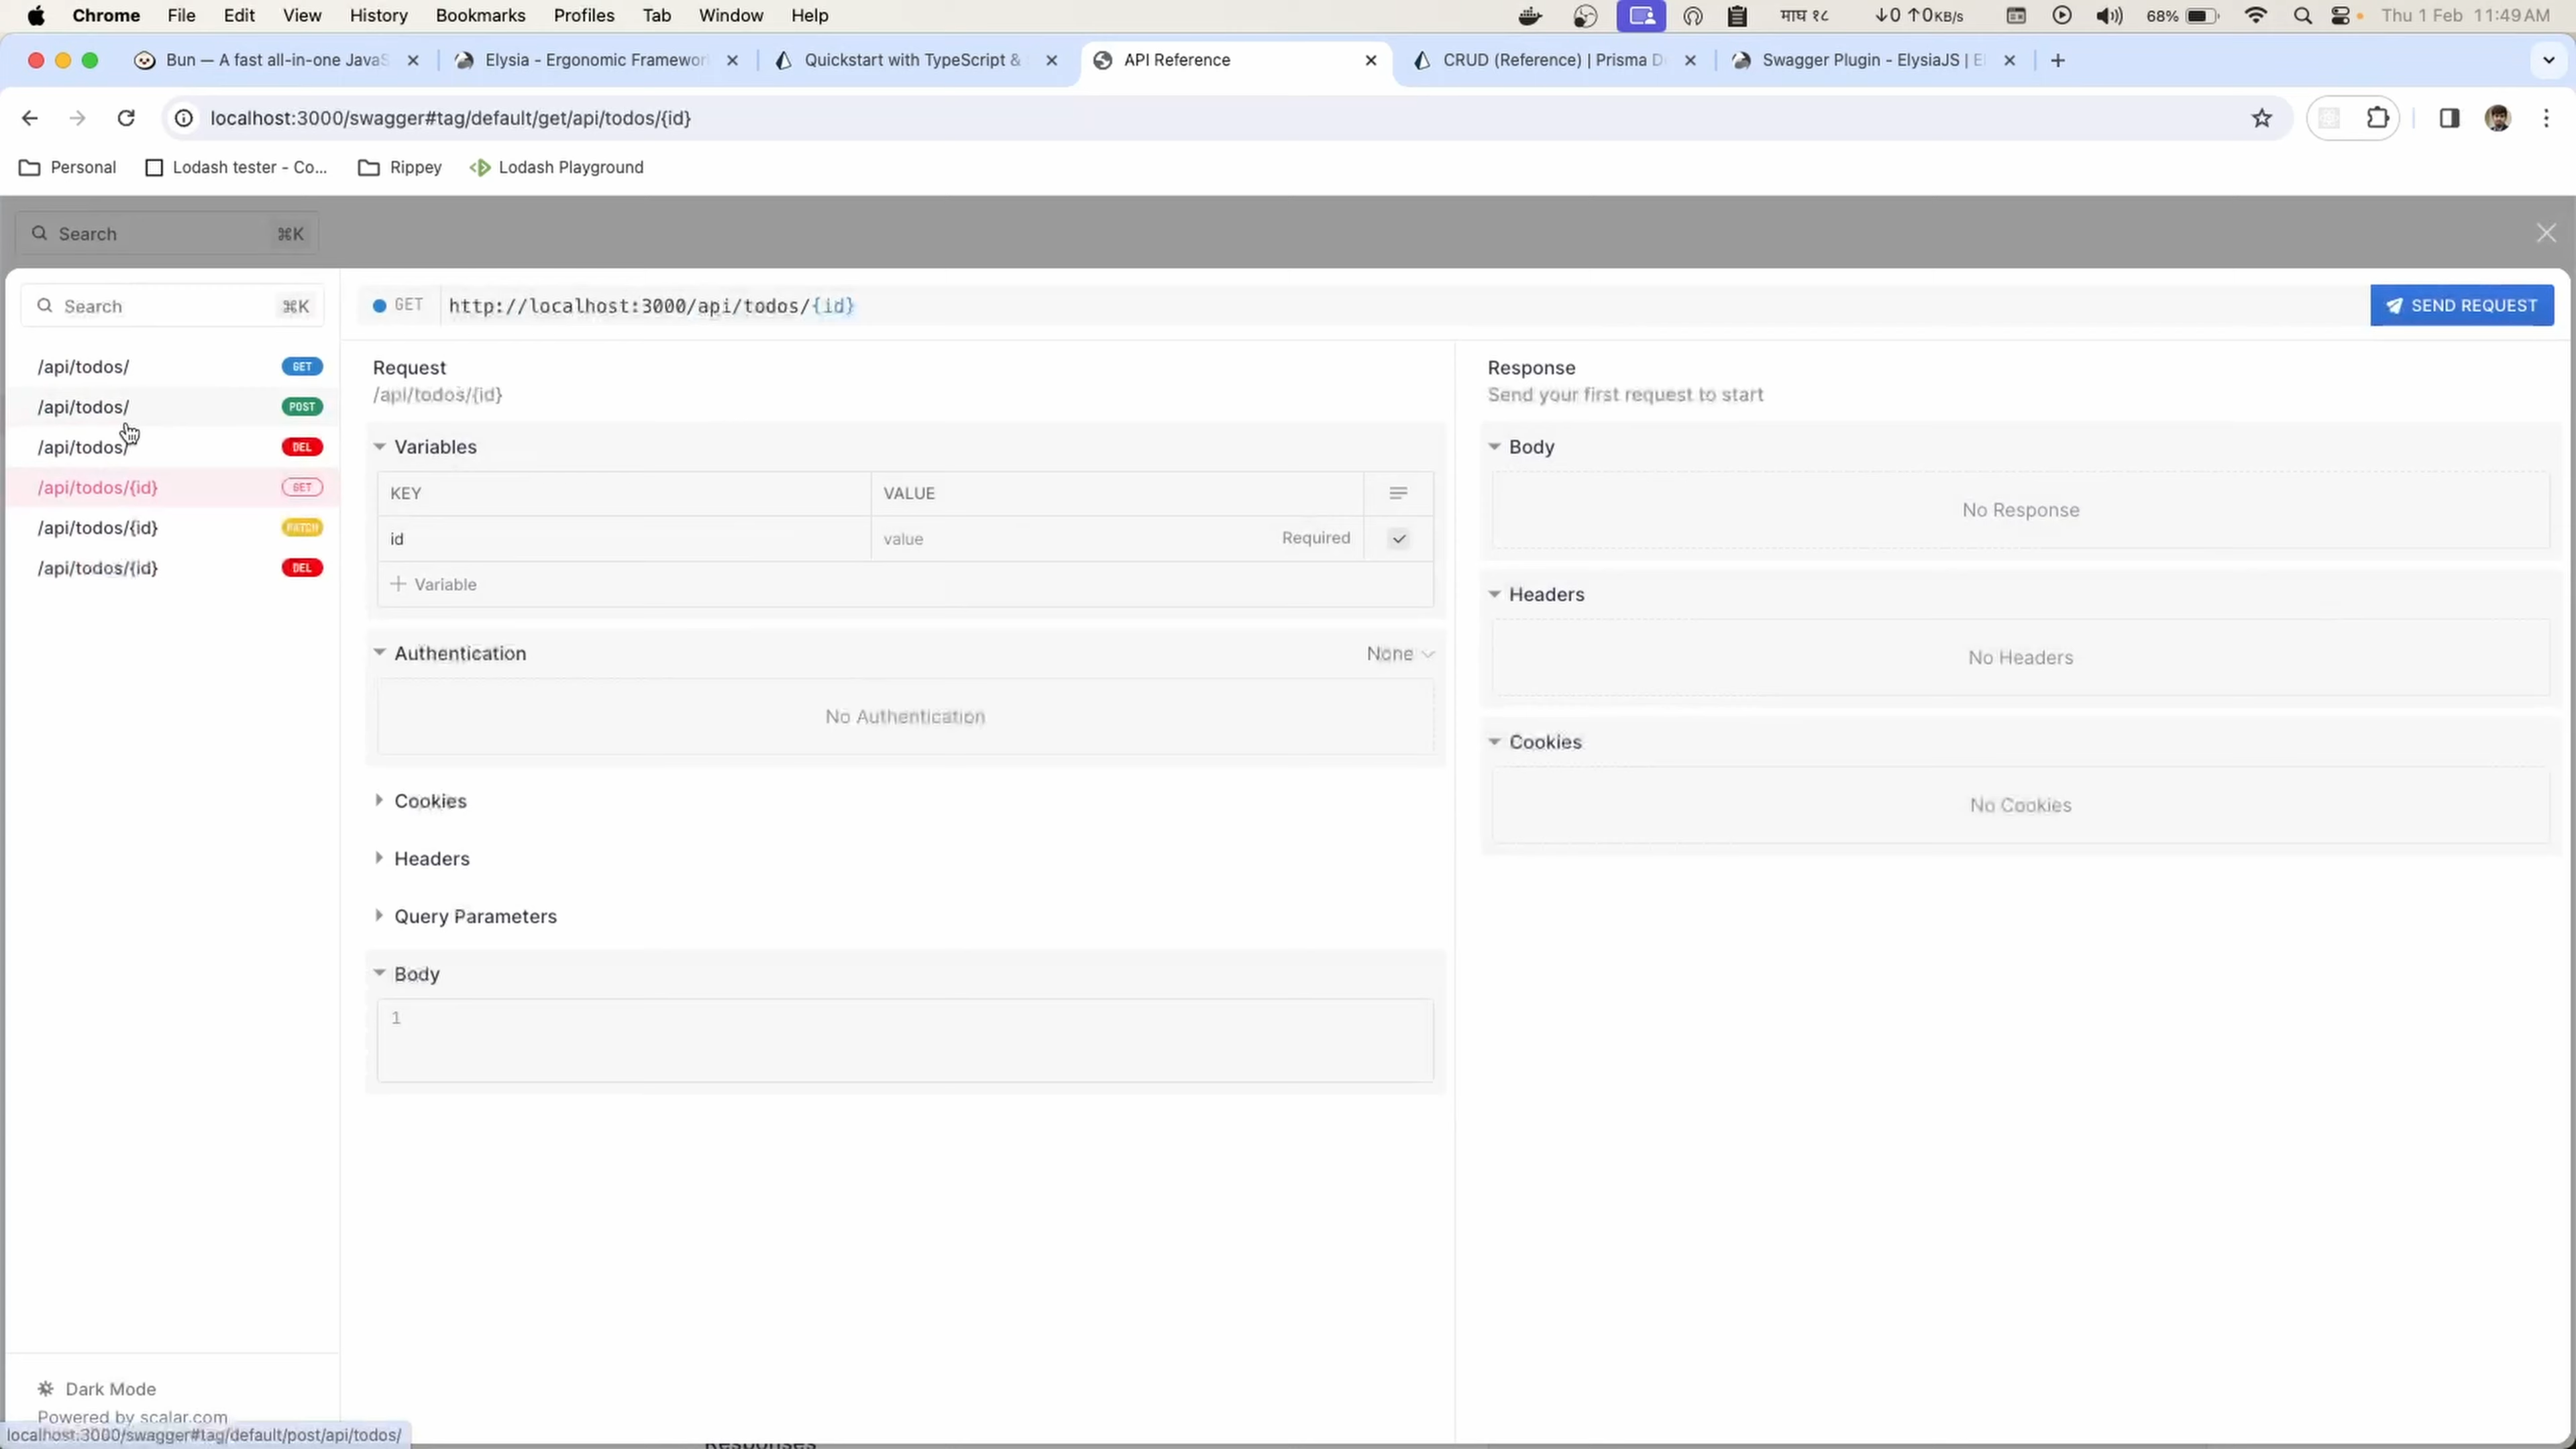 Chrome File Edit View History Bookmarks Profiles Tab Window Help माघ १८ ↓0 ↑0KB/s 68% Thu 1 Feb 11:49 AM
Bun — A fast all-in-one JavaS Elysia - Ergonomic Framewor Quickstart with TypeScript & API Reference CRUD (Reference) | Prisma D Swagger Plugin - ElysiaJS | E
localhost:3000/swagger#tag/default/get/api/todos/{id}
Personal Lodash tester - Co... Rippey Lodash Playground
Search ⌘K
Search ⌘K
GET http://localhost:3000/api/todos/{id} SEND REQUEST
/api/todos/ GET
/api/todos/ POST
/api/todos/ DEL
/api/todos/{id} GET
/api/todos/{id} PATCH
/api/todos/{id} DEL
Request
/api/todos/{id}
Variables
KEY VALUE
id value Required
+ Variable
Authentication None
No Authentication
Cookies
Headers
Query Parameters
Body
1
Response
Send your first request to start
Body
No Response
Headers
No Headers
Cookies
No Cookies
Dark Mode
Powered by scalar.com
localhost:3000/swagger#tag/default/post/api/todos/
Responses